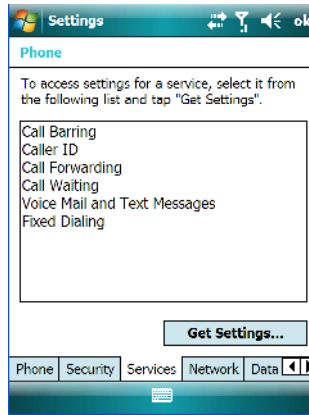 Settings ok
Phone
To access settings for a service, select it from
the following list and tap "Get Settings".
Call Barring
Caller ID
Call Forwarding
Call Waiting
Voice Mail and Text Messages
Fixed Dialing
Get Settings...
Phone Security Services Network Data